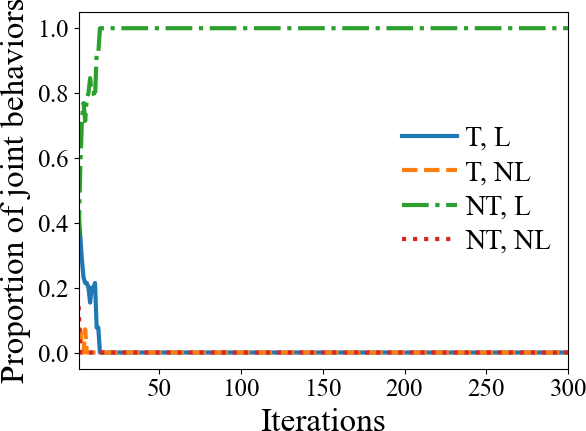 Proportion of joint behaviors
1.0
0.8
0.6
0.4
0.2
0.0
T, L
T, NL
NT, L
NT, NL
50 100 150 200 250 300
Iterations